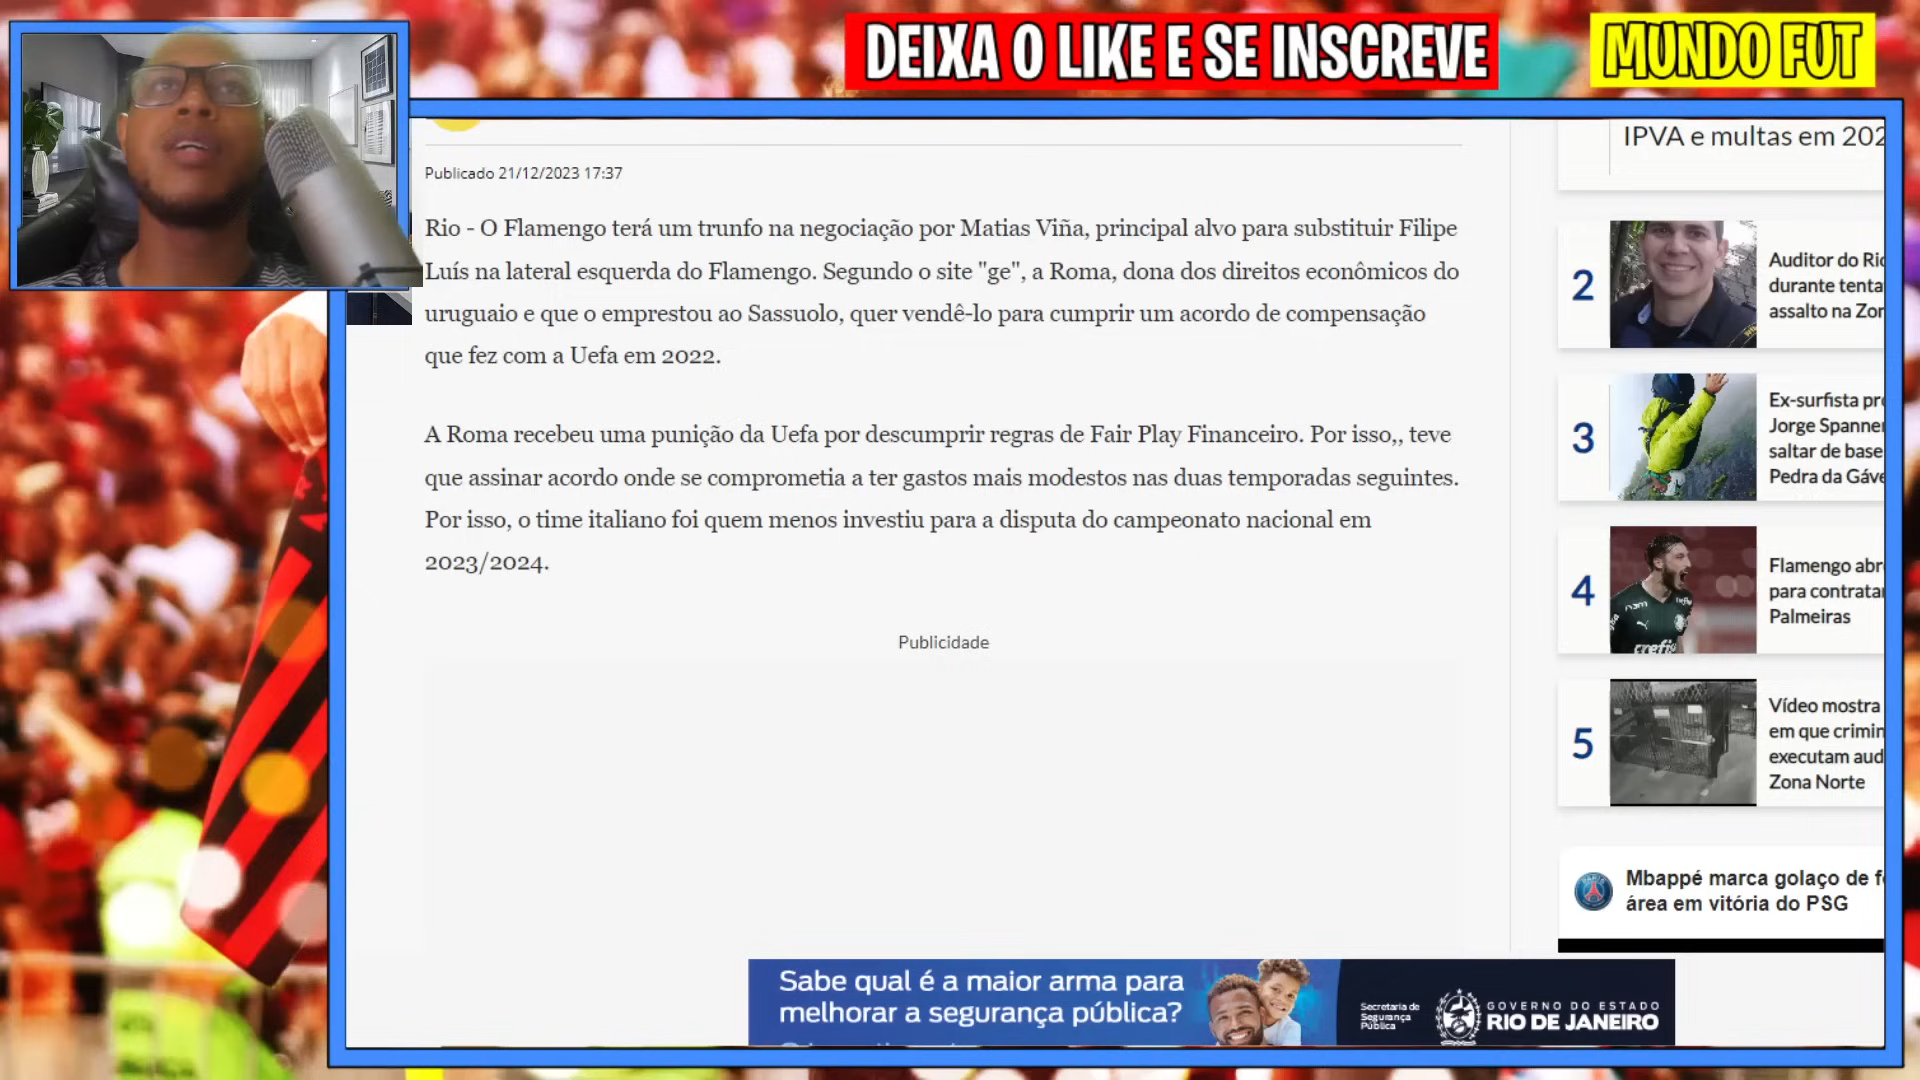 DEIXA O LIKE E SE INSCREVE
MUNDO FUT
Publicado 21/12/2023 17:37
Rio - O Flamengo terá um trunfo na negociação por Matias Viña, principal alvo para substituir Filipe
Luís na lateral esquerda do Flamengo. Segundo o site "ge", a Roma, dona dos direitos econômicos do
uruguaio e que o emprestou ao Sassuolo, quer vendê-lo para cumprir um acordo de compensação
que fez com a Uefa em 2022.
A Roma recebeu uma punição da Uefa por descumprir regras de Fair Play Financeiro. Por isso,, teve
que assinar acordo onde se comprometia a ter gastos mais modestos nas duas temporadas seguintes.
Por isso, o time italiano foi quem menos investiu para a disputa do campeonato nacional em
2023/2024.
Publicidade
IPVA e multas em 202
2
Auditor do Rio
durante tenta
assalto na Zor
3
Ex-surfista pro
Jorge Spanner
saltar de base
Pedra da Gáve
4
Flamengo abr
para contratar
Palmeiras
5
Vídeo mostra
em que crimin
executam aud
Zona Norte
Mbappé marca golaço de f
área em vitória do PSG
Sabe qual é a maior arma para
melhorar a segurança pública?
Secretaria de
Segurança
Pública
GOVERNO DO ESTADO
RIO DE JANEIRO